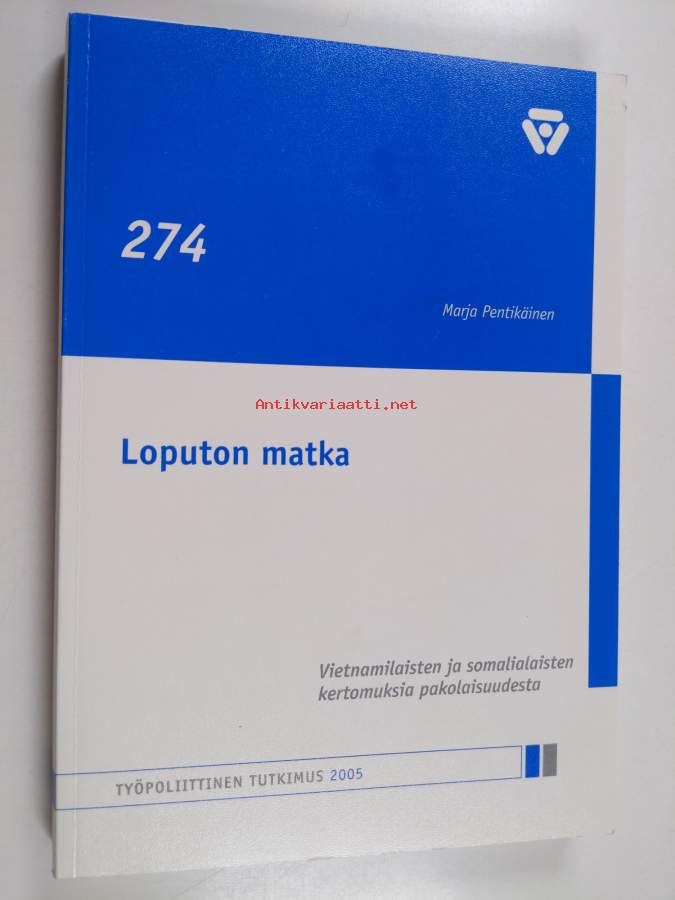 274
Marja Pentikäinen
Antikvariaatti.net
Loputon matka
Vietnamilaisten ja somalialaisten
kertomuksia pakolaisuudesta
TYÖPOLIITTINEN TUTKIMUS 2005